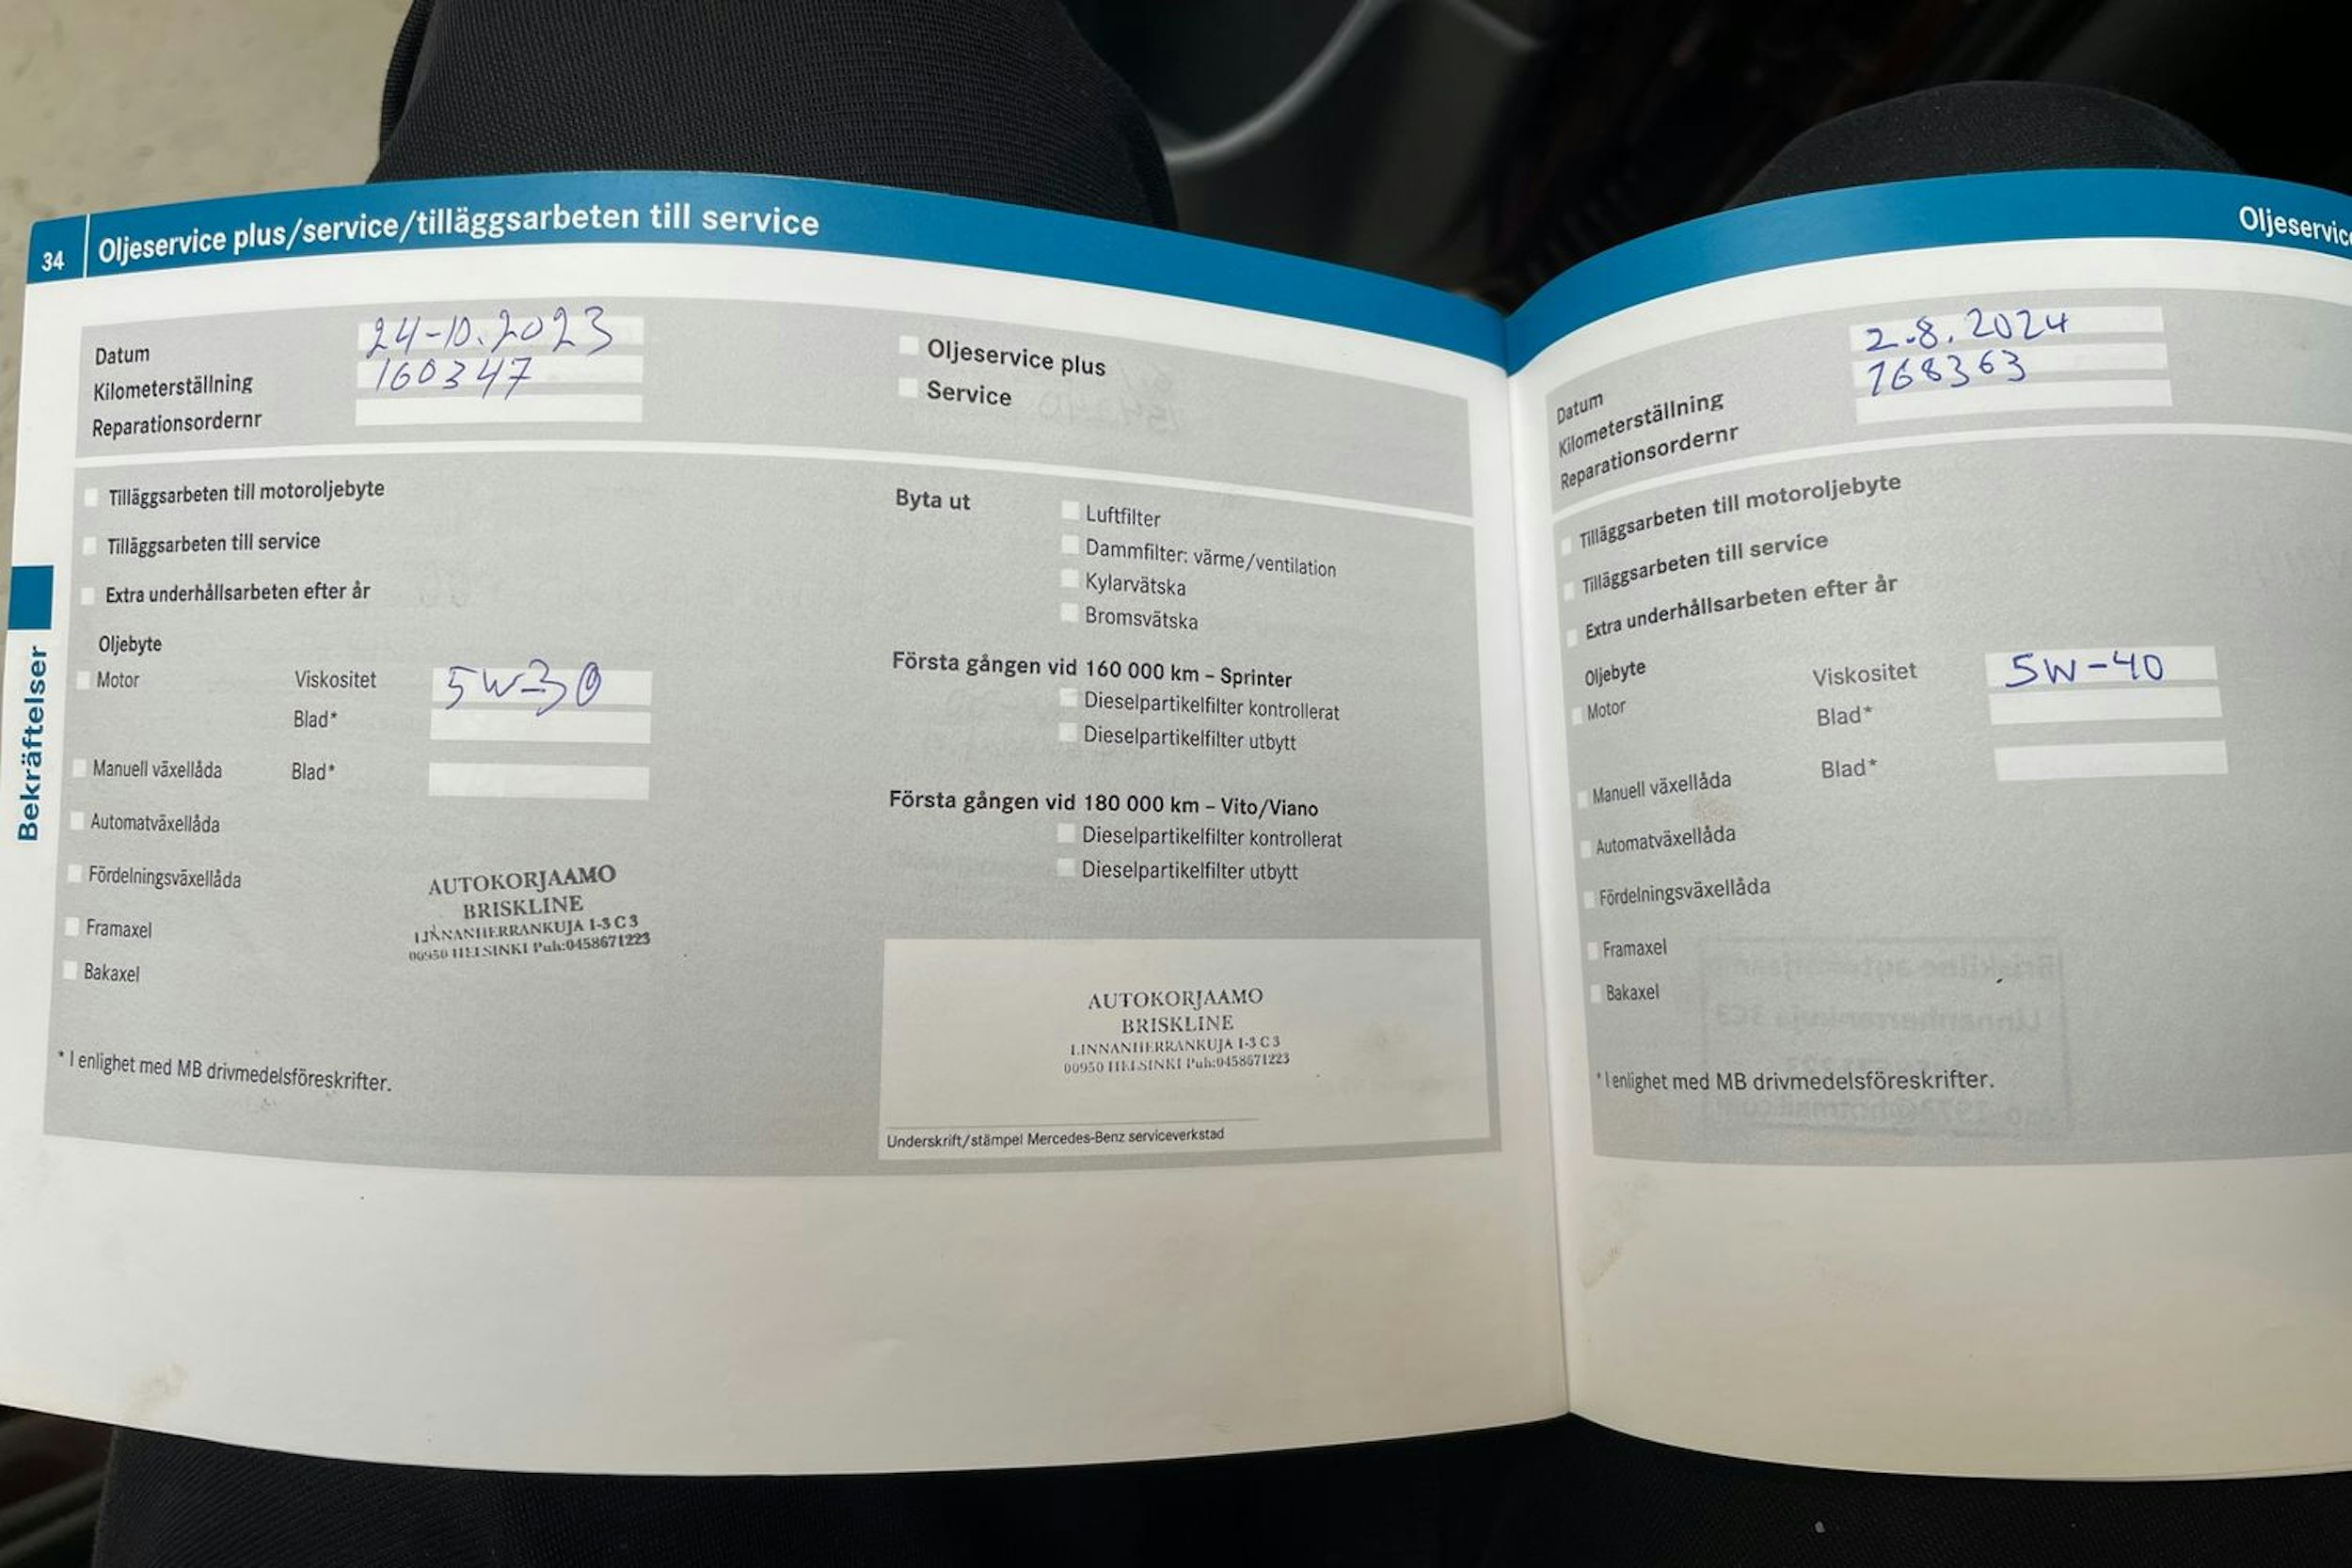 34 Oljeservice plus/service/tilläggsarbeten till service
Datum 24-10.2023
Kilometerställning 160347
Reparationsordernr
Oljeservice plus
Service
Tilläggsarbeten till motoroljebyte
Tilläggsarbeten till service
Extra underhållsarbeten efter år
Oljebyte
Motor Viskositet 5W-30
Blad*
Manuell växellåda Blad*
Automatväxellåda
Fördelningsväxellåda
Framaxel
Bakaxel
AUTOKORJAAMO
BRISKLINE
LINNANHERRANKUJA 1-3 C 3
00950 HELSINKI Puh:0458671223
* I enlighet med MB drivmedelsföreskrifter.
Bekräftelser
Byta ut
Luftfilter
Dammfilter: värme/ventilation
Kylarvätska
Bromsvätska
Första gången vid 160 000 km – Sprinter
Dieselpartikelfilter kontrollerat
Dieselpartikelfilter utbytt
Första gången vid 180 000 km – Vito/Viano
Dieselpartikelfilter kontrollerat
Dieselpartikelfilter utbytt
AUTOKORJAAMO
BRISKLINE
LINNANHERRANKUJA 1-3 C 3
00950 HELSINKI Puh:0458671223
Underskrift/stämpel Mercedes-Benz serviceverkstad
Oljeservice
Datum 2.8.2024
Kilometerställning 168363
Reparationsordernr
Tilläggsarbeten till motoroljebyte
Tilläggsarbeten till service
Extra underhållsarbeten efter år
Oljebyte
Motor Viskositet 5W-40
Blad*
Manuell växellåda Blad*
Automatväxellåda
Fördelningsväxellåda
Framaxel
Bakaxel
* I enlighet med MB drivmedelsföreskrifter.